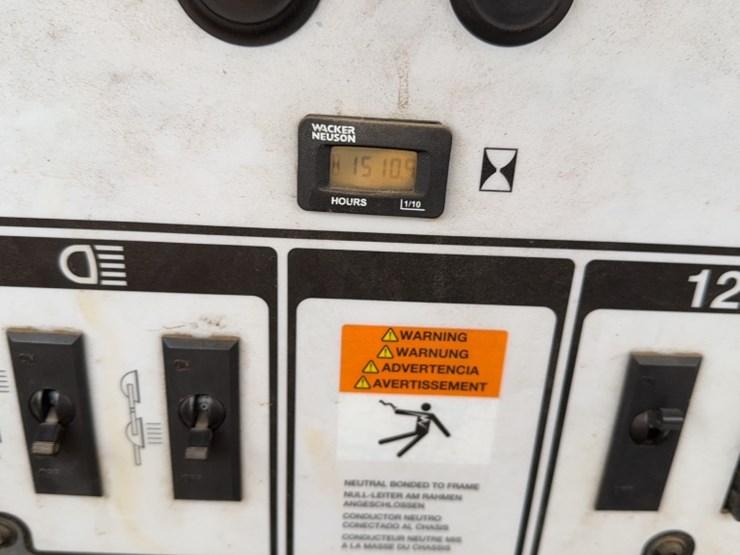 WACKER
NEUSON
H 1510.9
HOURS
1/10
12
WARNING
WARNUNG
ADVERTENCIA
AVERTISSEMENT
NEUTRAL BONDED TO FRAME
NULL-LEITER AM RAHMEN
ANGESCHLOSSEN
CONDUCTOR NEUTRO
CONECTADO AL CHASIS
CONDUCTEUR NEUTRE MIS
A LA MASSE DU CHASSIS